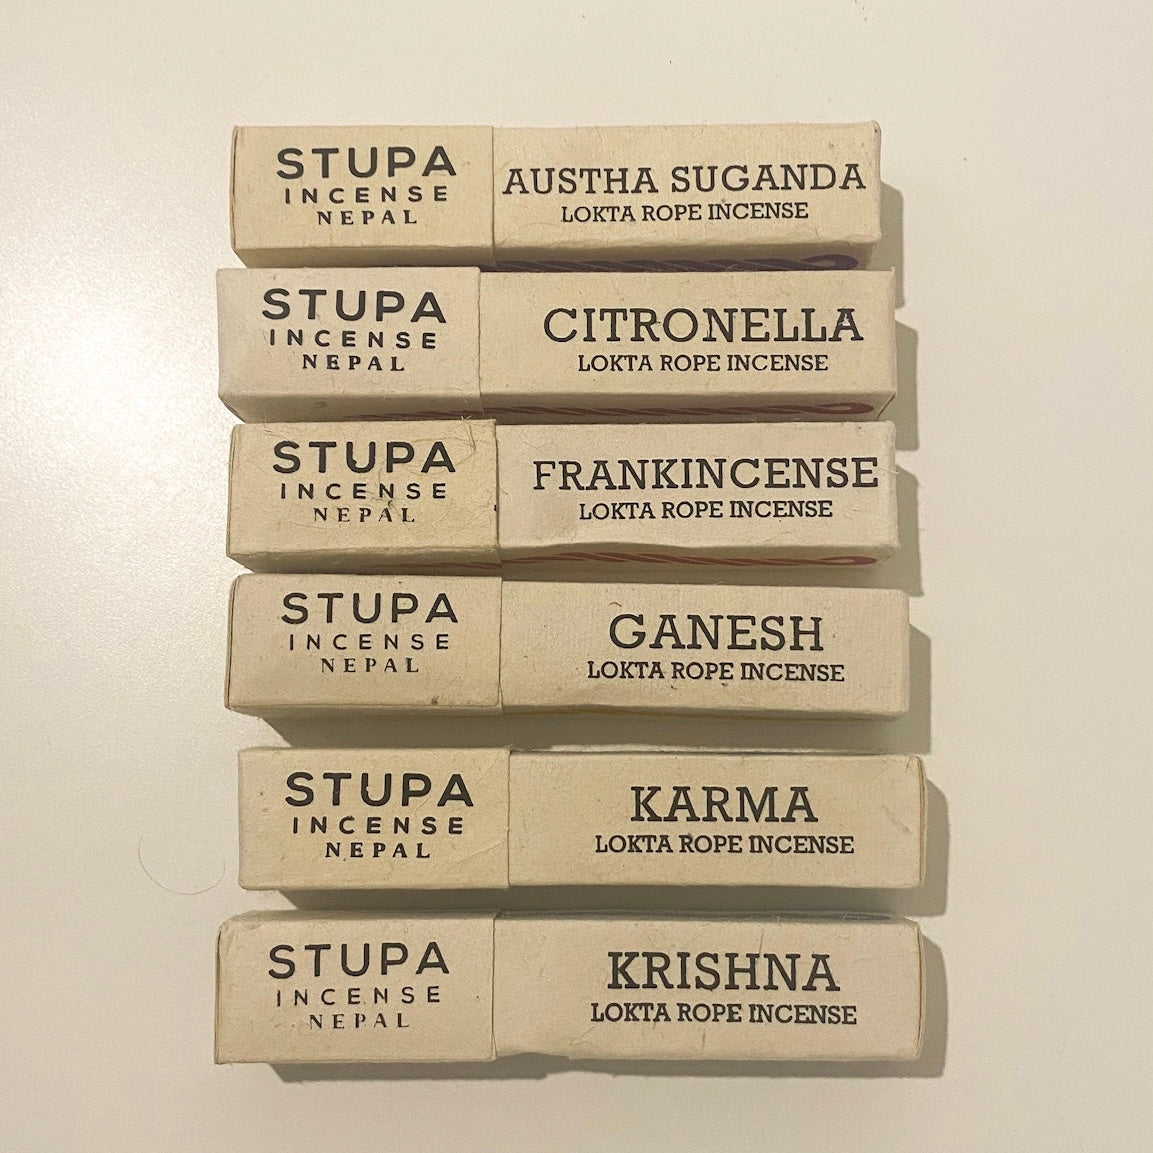 STUPA
INCENSE
NEPAL
AUSTHA SUGANDA
LOKTA ROPE INCENSE
STUPA
INCENSE
NEPAL
CITRONELLA
LOKTA ROPE INCENSE
STUPA
INCENSE
NEPAL
FRANKINCENSE
LOKTA ROPE INCENSE
STUPA
INCENSE
NEPAL
GANESH
LOKTA ROPE INCENSE
STUPA
INCENSE
NEPAL
KARMA
LOKTA ROPE INCENSE
STUPA
INCENSE
NEPAL
KRISHNA
LOKTA ROPE INCENSE